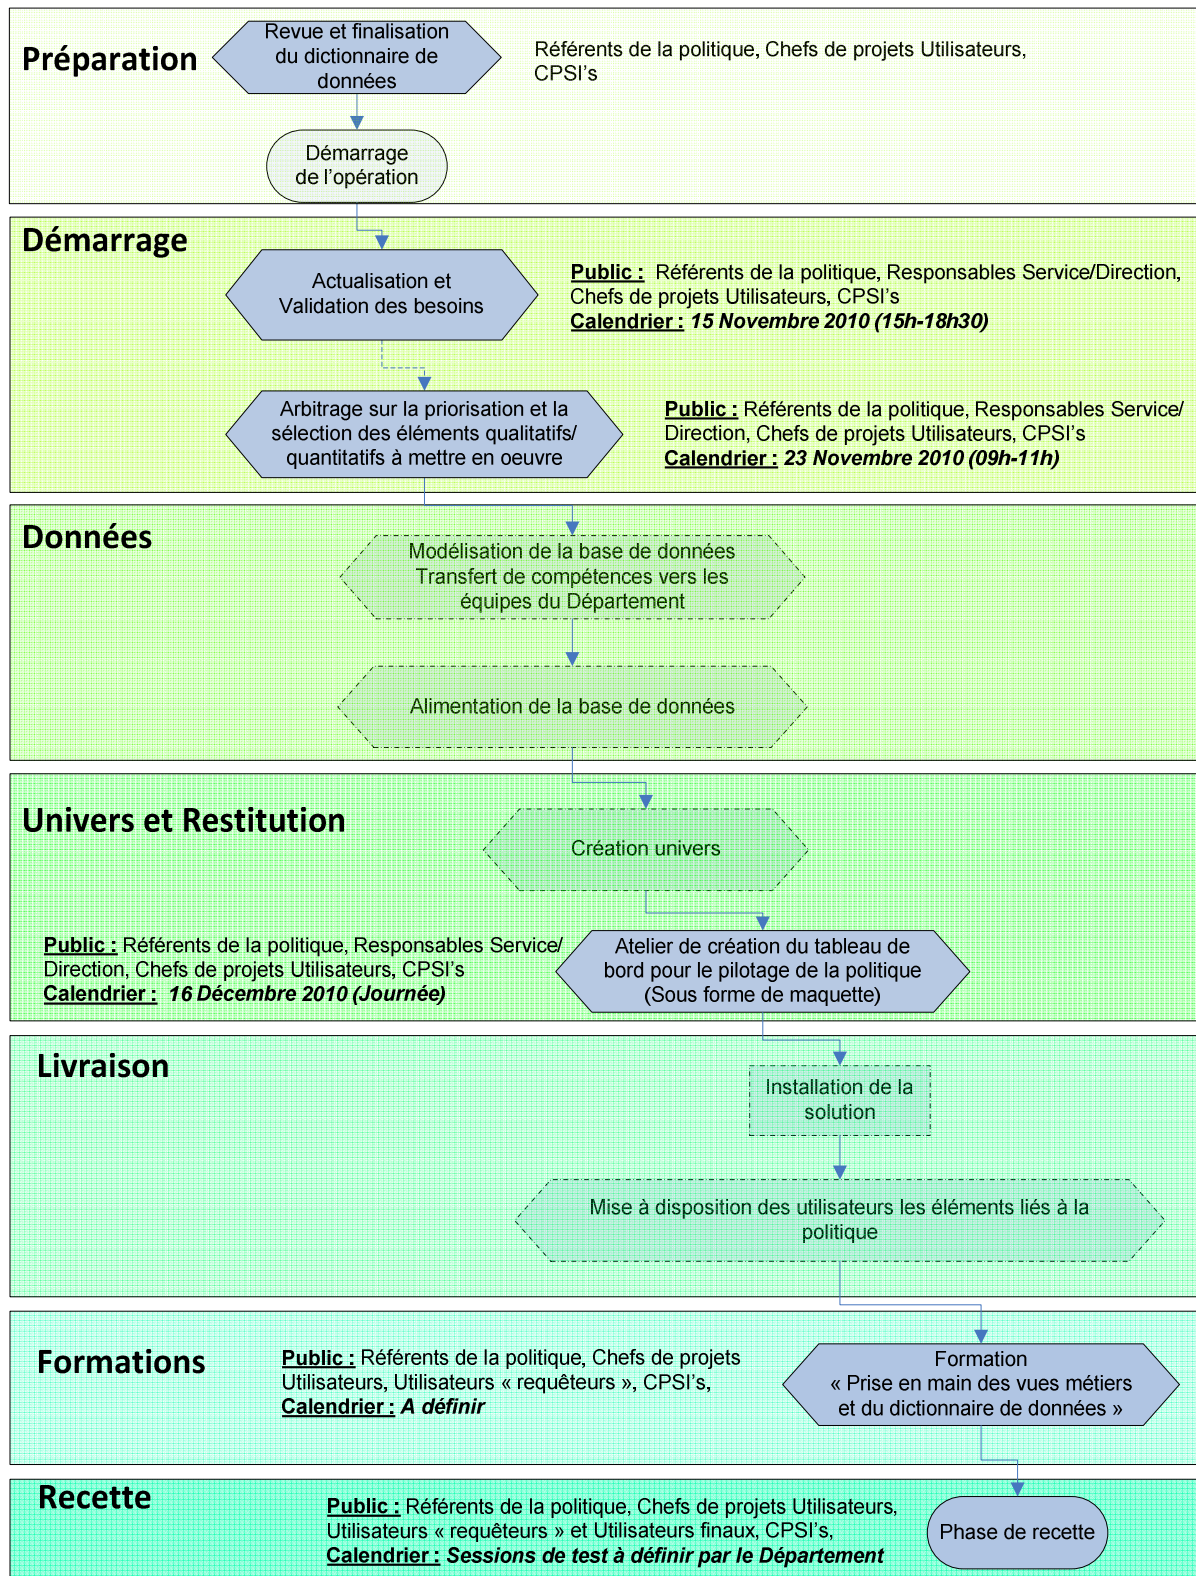 Préparation
Revue et finalisation
du dictionnaire de
données
Référents de la politique, Chefs de projets Utilisateurs,
CPSI's
Démarrage
de l'opération
Démarrage
Actualisation et
Validation des besoins
Public : Référents de la politique, Responsables Service/Direction,
Chefs de projets Utilisateurs, CPSI's
Calendrier : 15 Novembre 2010 (15h-18h30)
Arbitrage sur la priorisation et la
sélection des éléments qualitatifs/
quantitatifs à mettre en oeuvre
Public : Référents de la politique, Responsables Service/
Direction, Chefs de projets Utilisateurs, CPSI's
Calendrier : 23 Novembre 2010 (09h-11h)
Données
Modélisation de la base de données
Transfert de compétences vers les
équipes du Département
Alimentation de la base de données
Univers et Restitution
Création univers
Public : Référents de la politique, Responsables Service/
Direction, Chefs de projets Utilisateurs, CPSI's
Calendrier : 16 Décembre 2010 (Journée)
Atelier de création du tableau de
bord pour le pilotage de la politique
(Sous forme de maquette)
Livraison
Installation de la
solution
Mise à disposition des utilisateurs les éléments liés à la
politique
Formations
Public : Référents de la politique, Chefs de projets
Utilisateurs, Utilisateurs « requêteurs », CPSI's,
Calendrier : A définir
Formation
« Prise en main des vues métiers
et du dictionnaire de données »
Recette
Public : Référents de la politique, Chefs de projets Utilisateurs,
Utilisateurs « requêteurs » et Utilisateurs finaux, CPSI's,
Calendrier : Sessions de test à définir par le Département
Phase de recette